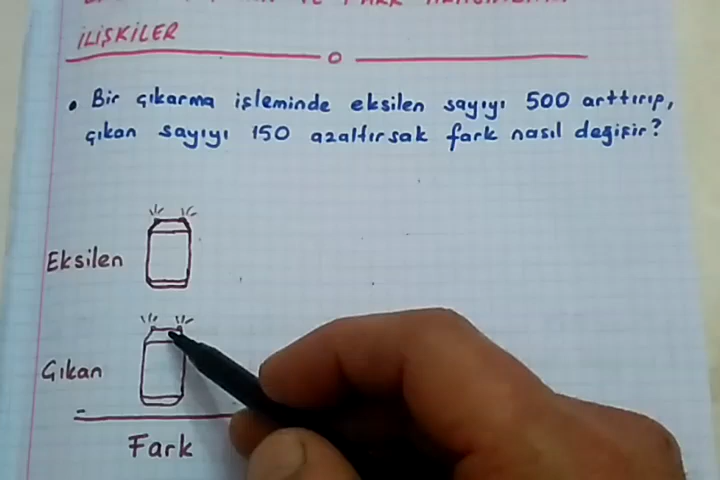 İLİŞKİLER
• Bir çıkarma işleminde eksilen sayıyı 500 arttırıp,
çıkan sayıyı 150 azaltırsak fark nasıl değişir?
Eksilen
Çıkan
-
Fark